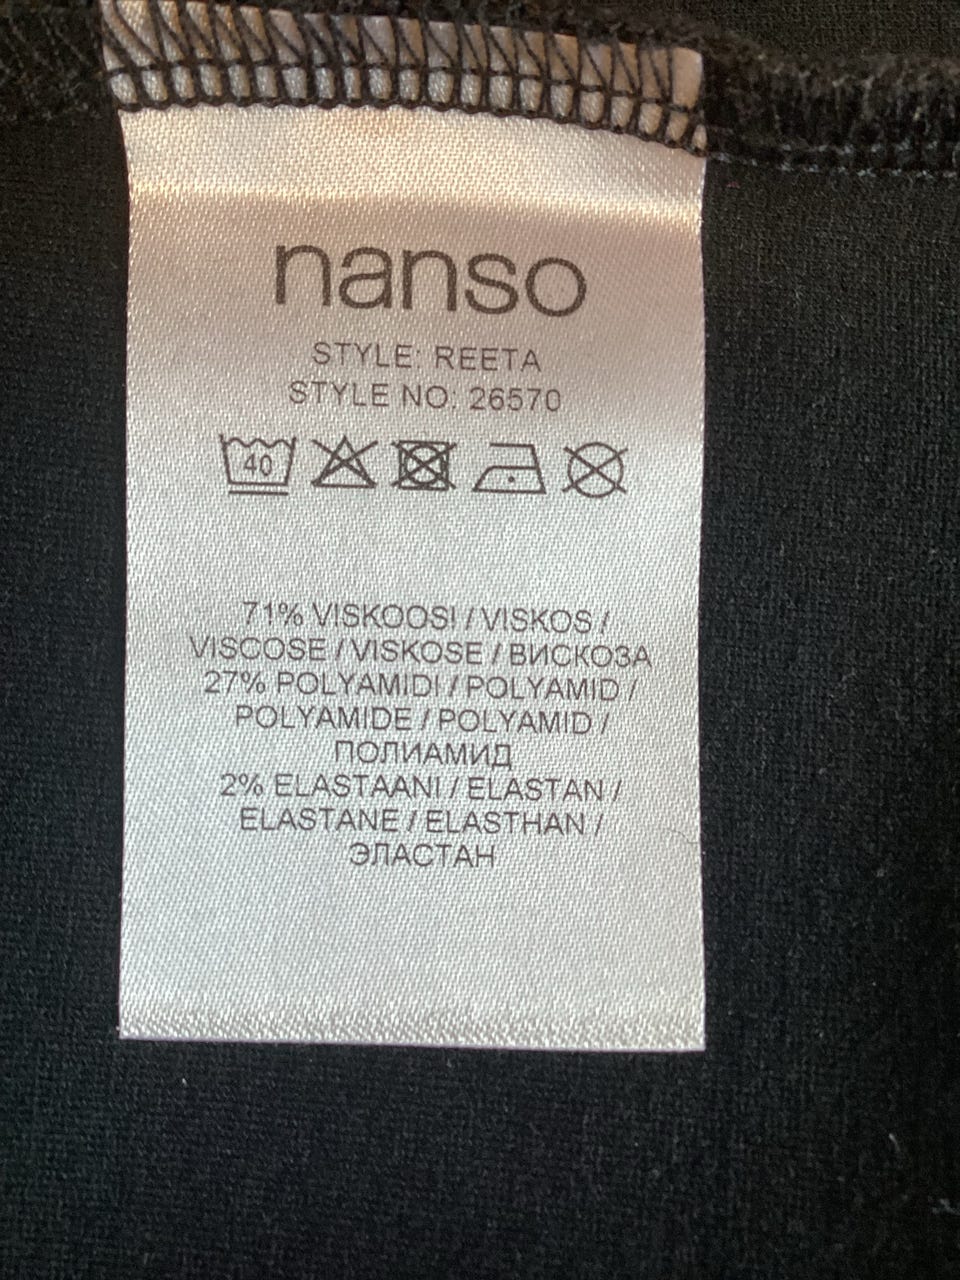 nanso
STYLE: REETA
STYLE NO: 26570
40
71% VISKOOSI / VISKOS /
VISCOSE / VISKOSE / ВИСКОЗА
27% POLYAMIDI / POLYAMID /
POLYAMIDE / POLYAMID /
ПОЛИАМИД
2% ELASTAANI / ELASTAN /
ELASTANE / ELASTHAN /
ЭЛАСТАН